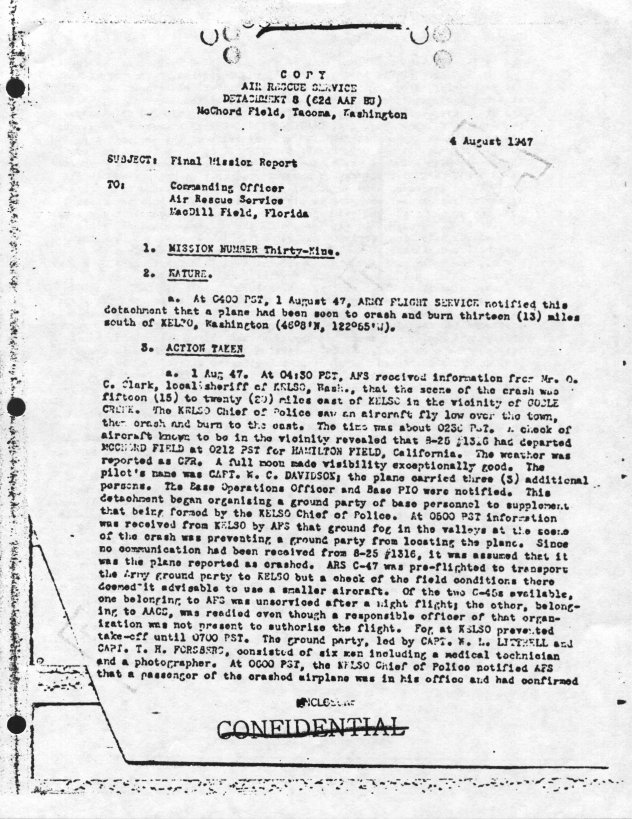 COPY
AIR RESCUE SERVICE
DETACHMENT 8 (62d AAF BU)
McChord Field, Tacoma, Washington
4 August 1947
SUBJECT: Final Mission Report
TO: Commanding Officer
Air Rescue Service
MacDill Field, Florida
1. MISSION NUMBER Thirty-Nine.
2. NATURE.
a. At 0400 PST, 1 August 47, ARMY FLIGHT SERVICE notified this
detachment that a plane had been seen to crash and burn thirteen (13) miles
south of KELSO, Washington (4608'N, 12255'W).
3. ACTION TAKEN
a. 1 Aug 47. At 04:30 PST, AFS received information from Mr. O.
C. Clark, local sheriff of KELSO, Wash., that the scene of the crash was
fifteen (15) to twenty (20) miles east of KELSO in the vicinity of GOBLE
CREEK. The KELSO Chief of Police saw an aircraft fly low over the town,
then crash and burn to the east. The time was about 0230 PST. A check of
aircraft known to be in the vicinity revealed that B-25 #1316 had departed
MCCHORD FIELD at 0212 PST for HAMILTON FIELD, California. The weather was
reported as CFR. A full moon made visibility exceptionally good. The
pilot's name was CAPT. W. C. DAVIDSON; the plane carried three (3) additional
persons. The Base Operations Officer and Base PIO were notified. This
detachment began organizing a ground party of base personnel to supplement
that being formed by the KELSO Chief of Police. At 0500 PST information
was received from KELSO by AFS that ground fog in the valleys at the scene
of the crash was preventing a ground party from locating the plane. Since
no communication had been received from B-25 #1316, it was assumed that it
was the plane reported as crashed. ARS C-47 was pre-flighted to transport
the Army ground party to KELSO but a check of the field conditions there
deemed it advisable to use a smaller aircraft. Of the two C-45s available,
one belonging to AFS was unserviced after a night flight; the other, belong-
ing to AACS, was readied even though a responsible officer of that organ-
ization was not present to authorize the flight. Fog at KELSO prevented
take-off until 0700 PST. The ground party, led by CAPT. W. L. and
CAPT. T. H. FORSBERG, consisted of six men including a medical technician
and a photographer. At 0600 PST, the KELSO Chief of Police notified AFS
that a passenger of the crashed airplane was in his office and had confirmed
CONFIDENTIAL